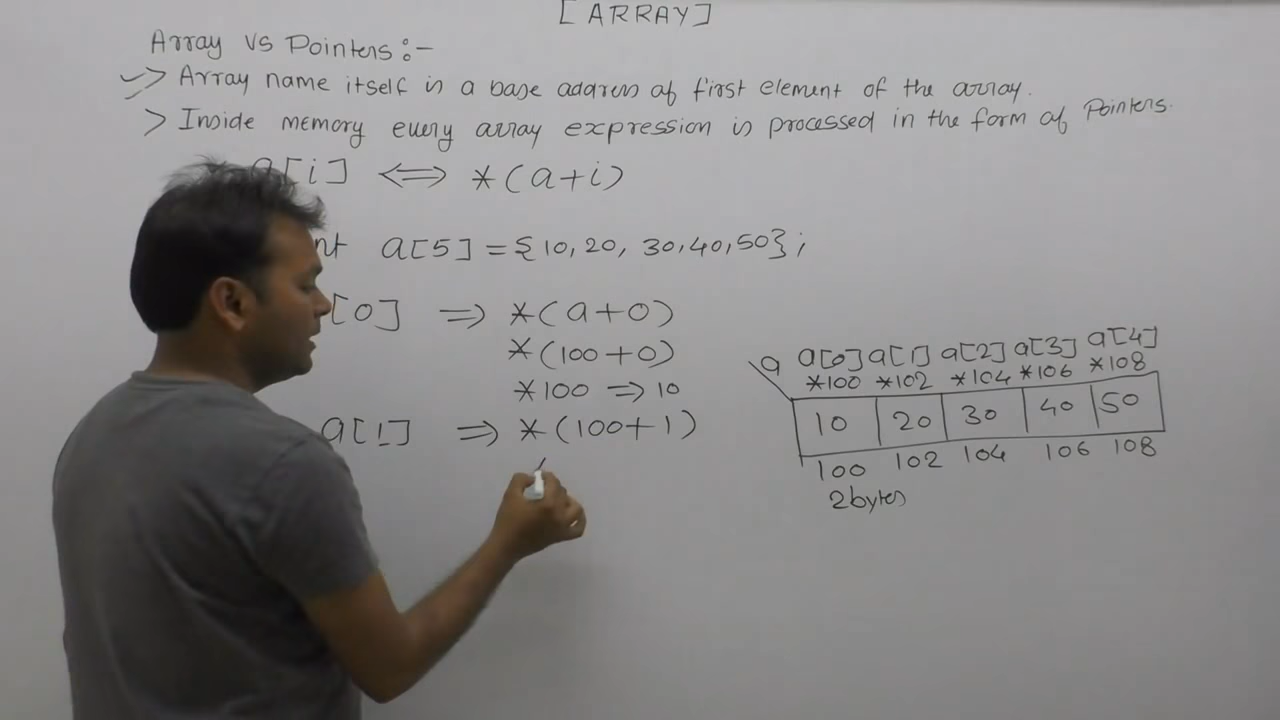 [ ARRAY ]
Array VS Pointers :-
> Array name itself is a base address of first element of the array.
> Inside memory every array expression is processed in the form of Pointers.
a[i] <=> *(a+i)
nt a[5] = {10, 20, 30, 40, 50};
[0] => *(a+0)
*(100+0)
*100 => 10
a[1] => *(100+1)
a a[0] a[1] a[2] a[3] a[4]
*100 *102 *104 *106 *108
10 20 30 40 50
100 102 104 106 108
2bytes